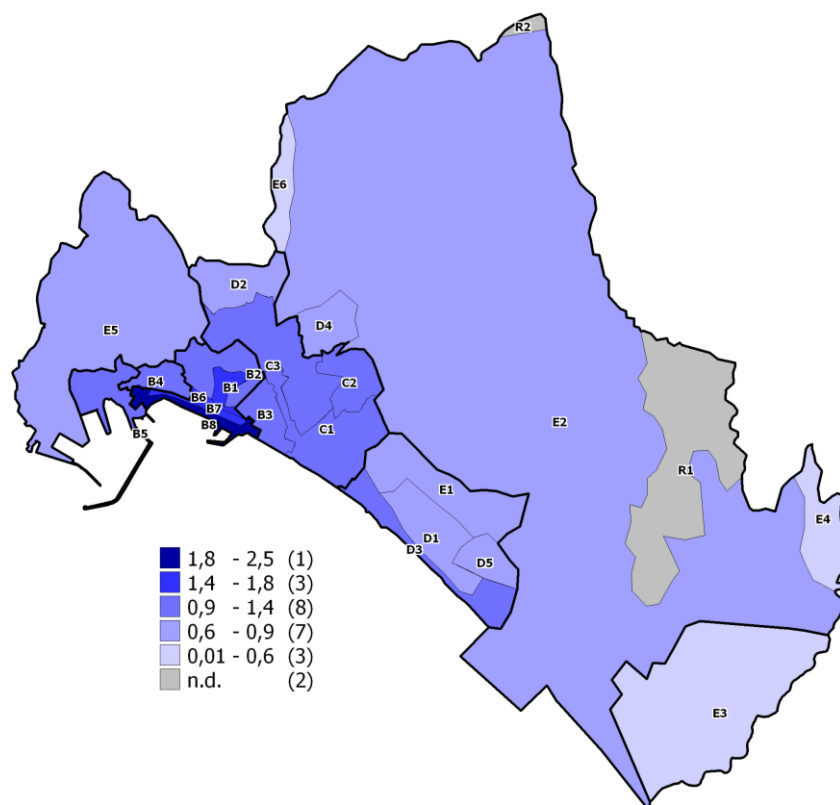 R2
E6
D2
E5
D4
C3
B4
B2
B1
C2
B6
B7
B3
B8
B5
C1
E2
R1
E1
E4
D1
D3
D5
1,8 - 2,5 (1)
1,4 - 1,8 (3)
0,9 - 1,4 (8)
0,6 - 0,9 (7)
0,01 - 0,6 (3)
n.d. (2)
E3